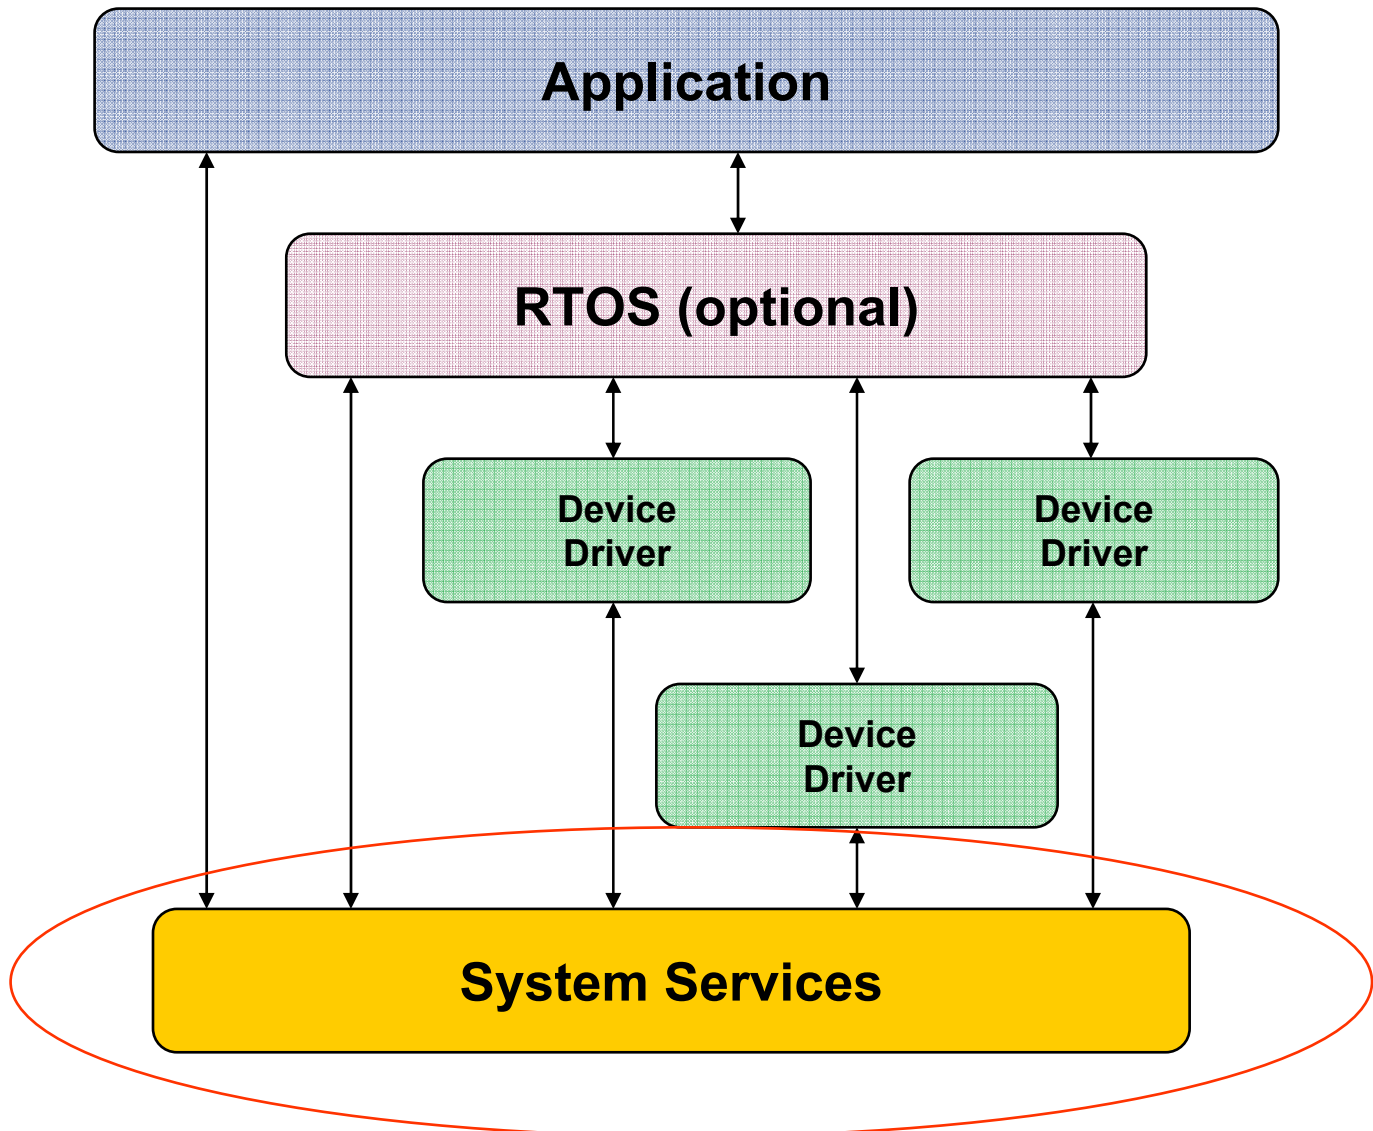 Application
RTOS (optional)
Device
Driver
Device
Driver
Device
Driver
System Services